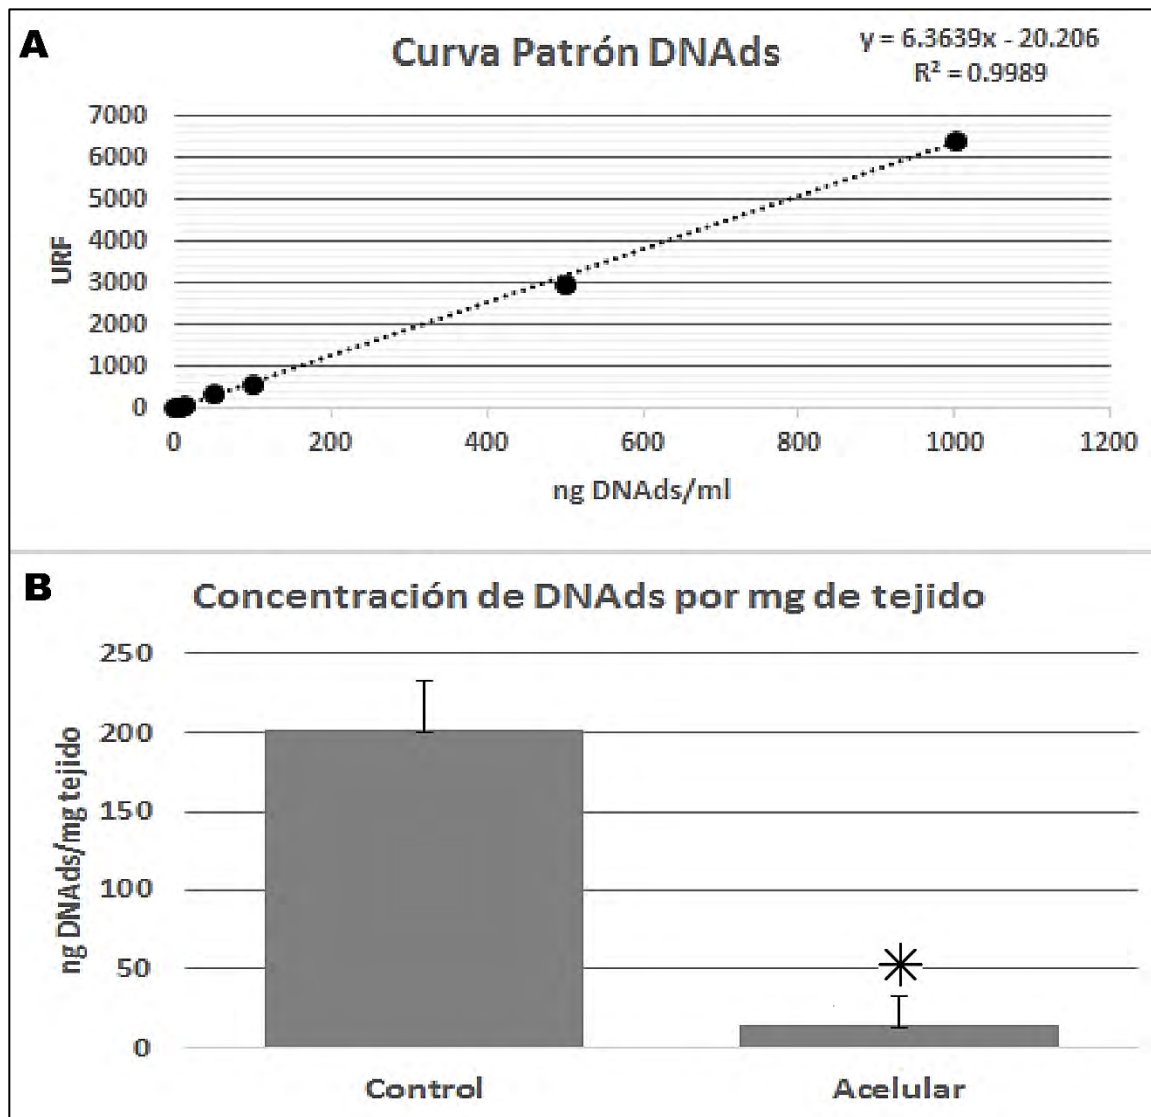 A
Curva Patrón DNAds
y = 6.3639x - 20.206
R² = 0.9989
7000
6000
5000
4000
3000
2000
1000
0
URF
0 200 400 600 800 1000 1200
ng DNAds/ml
B
Concentración de DNAds por mg de tejido
250
200
150
100
50
0
ng DNAds/mg tejido
Control Acelular